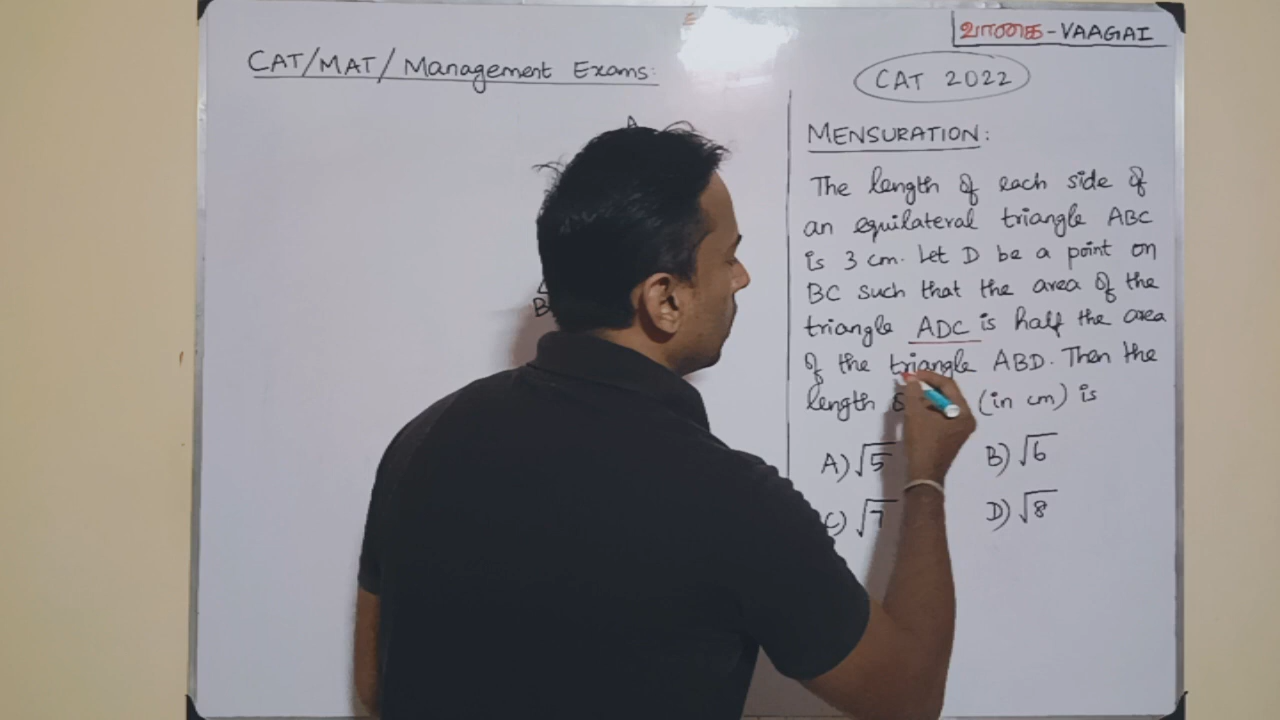 வாகை - VAAGAI
CAT/MAT/Management Exams:
A
B
CAT 2022
MENSURATION:
The length of each side of
an equilateral triangle ABC
is 3 cm. Let D be a point on
BC such that the area of the
triangle ADC is half the area
of the triangle ABD. Then the
length (in cm) is
A) √5 B) √6
C) √7 D) √8